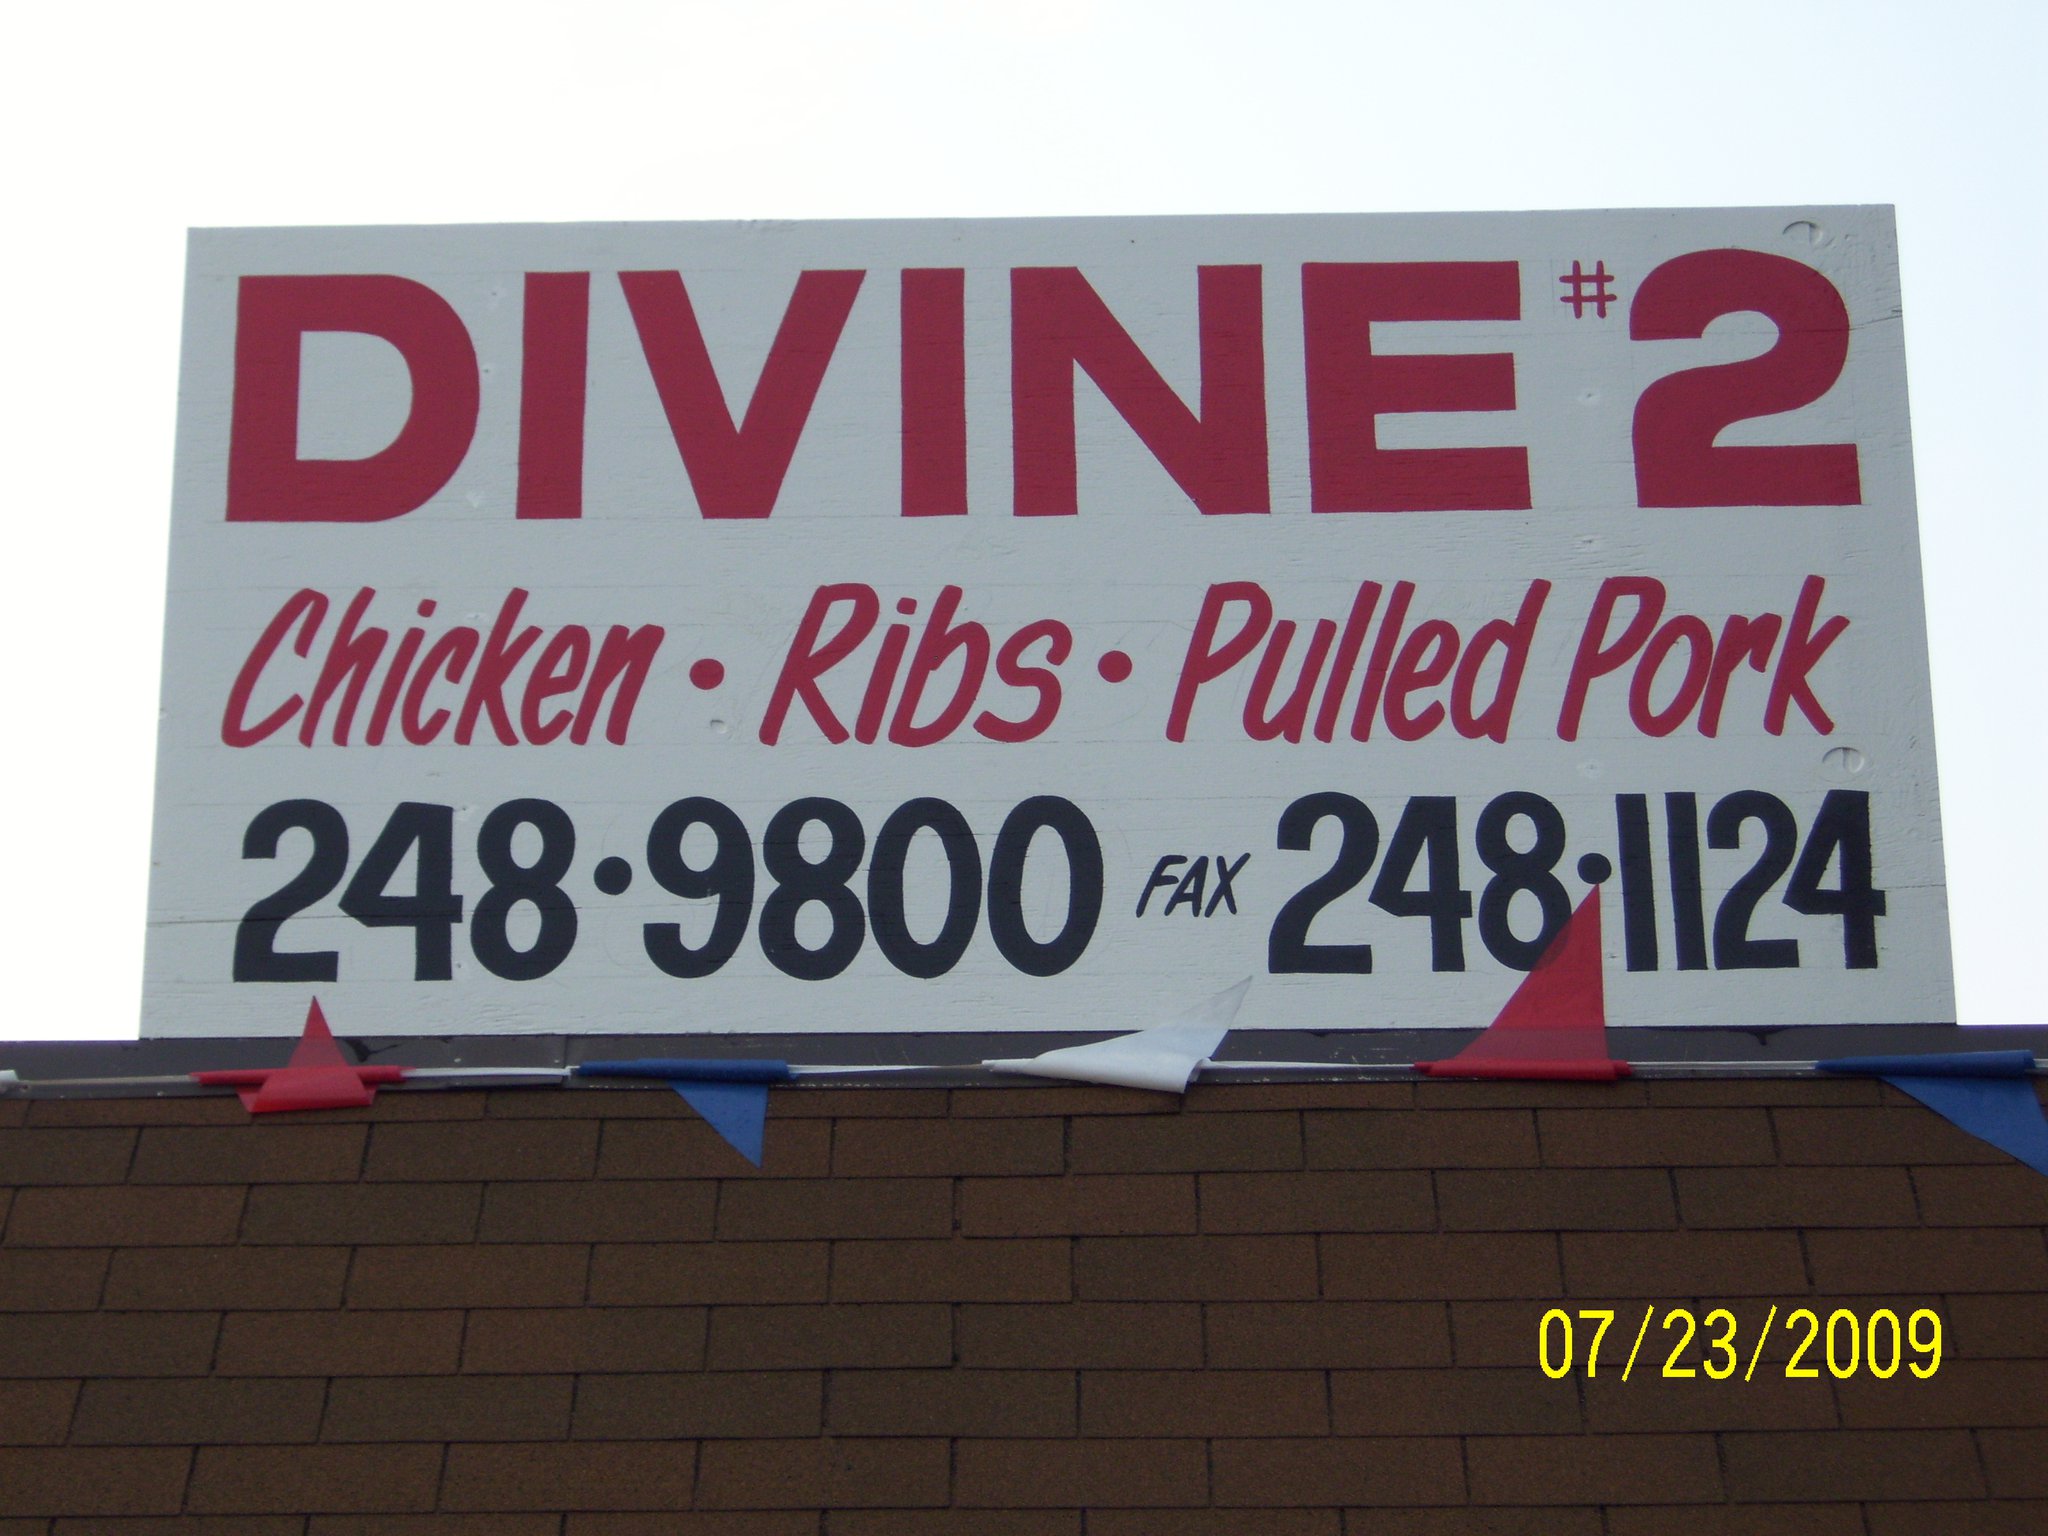 DIVINE #2
Chicken • Ribs • Pulled Pork
248•9800 FAX 248•1124
07/23/2009